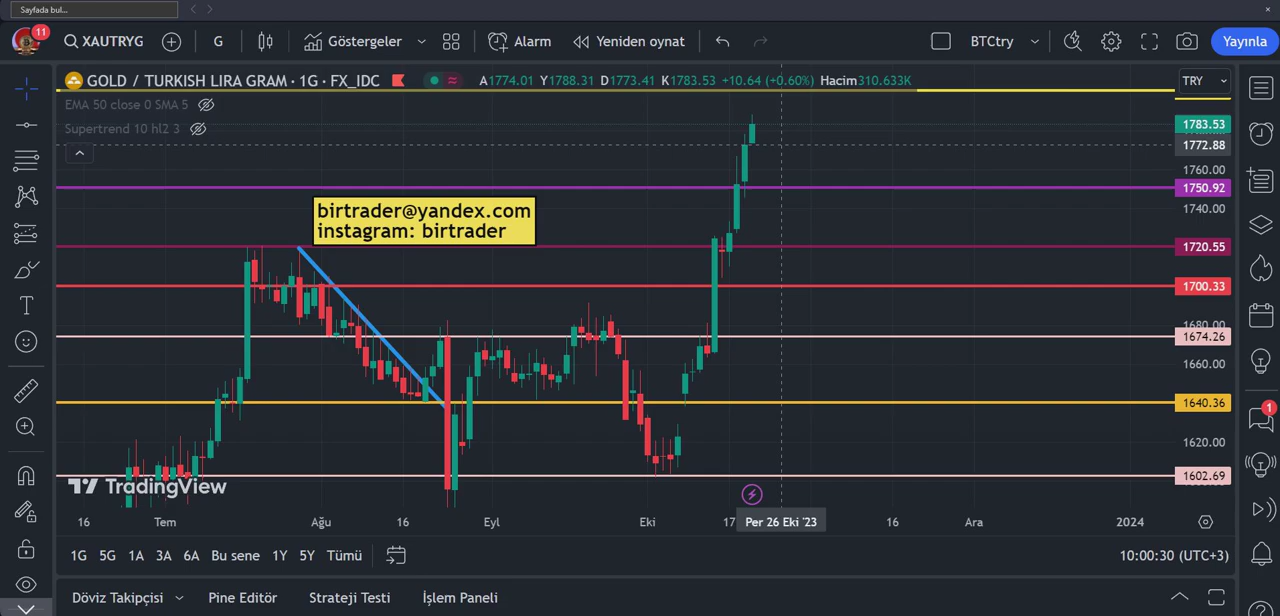 Sayfada bul...
11
XAUTRYG
G
Göstergeler
Alarm
Yeniden oynat
BTCtry
Yayınla
GOLD / TURKISH LIRA GRAM · 1G · FX_IDC
A1774.01 Y1788.31 D1773.41 K1783.53 +10.64 (+0.60%) Hacim310.633K
TRY
EMA 50 close 0 SMA 5
Supertrend 10 hl2 3
1783.53
1772.88
1760.00
1750.92
1740.00
birtrader@yandex.com
instagram: birtrader
1720.55
1700.33
1680.00
1674.26
1660.00
1640.36
1
1620.00
1602.69
TradingView
16 Tem Ağu 16 Eyl Eki 17 Per 26 Eki '23 16 Ara 2024
1G 5G 1A 3A 6A Bu sene 1Y 5Y Tümü
10:00:30 (UTC+3)
Döviz Takipçisi Pine Editör Strateji Testi İşlem Paneli